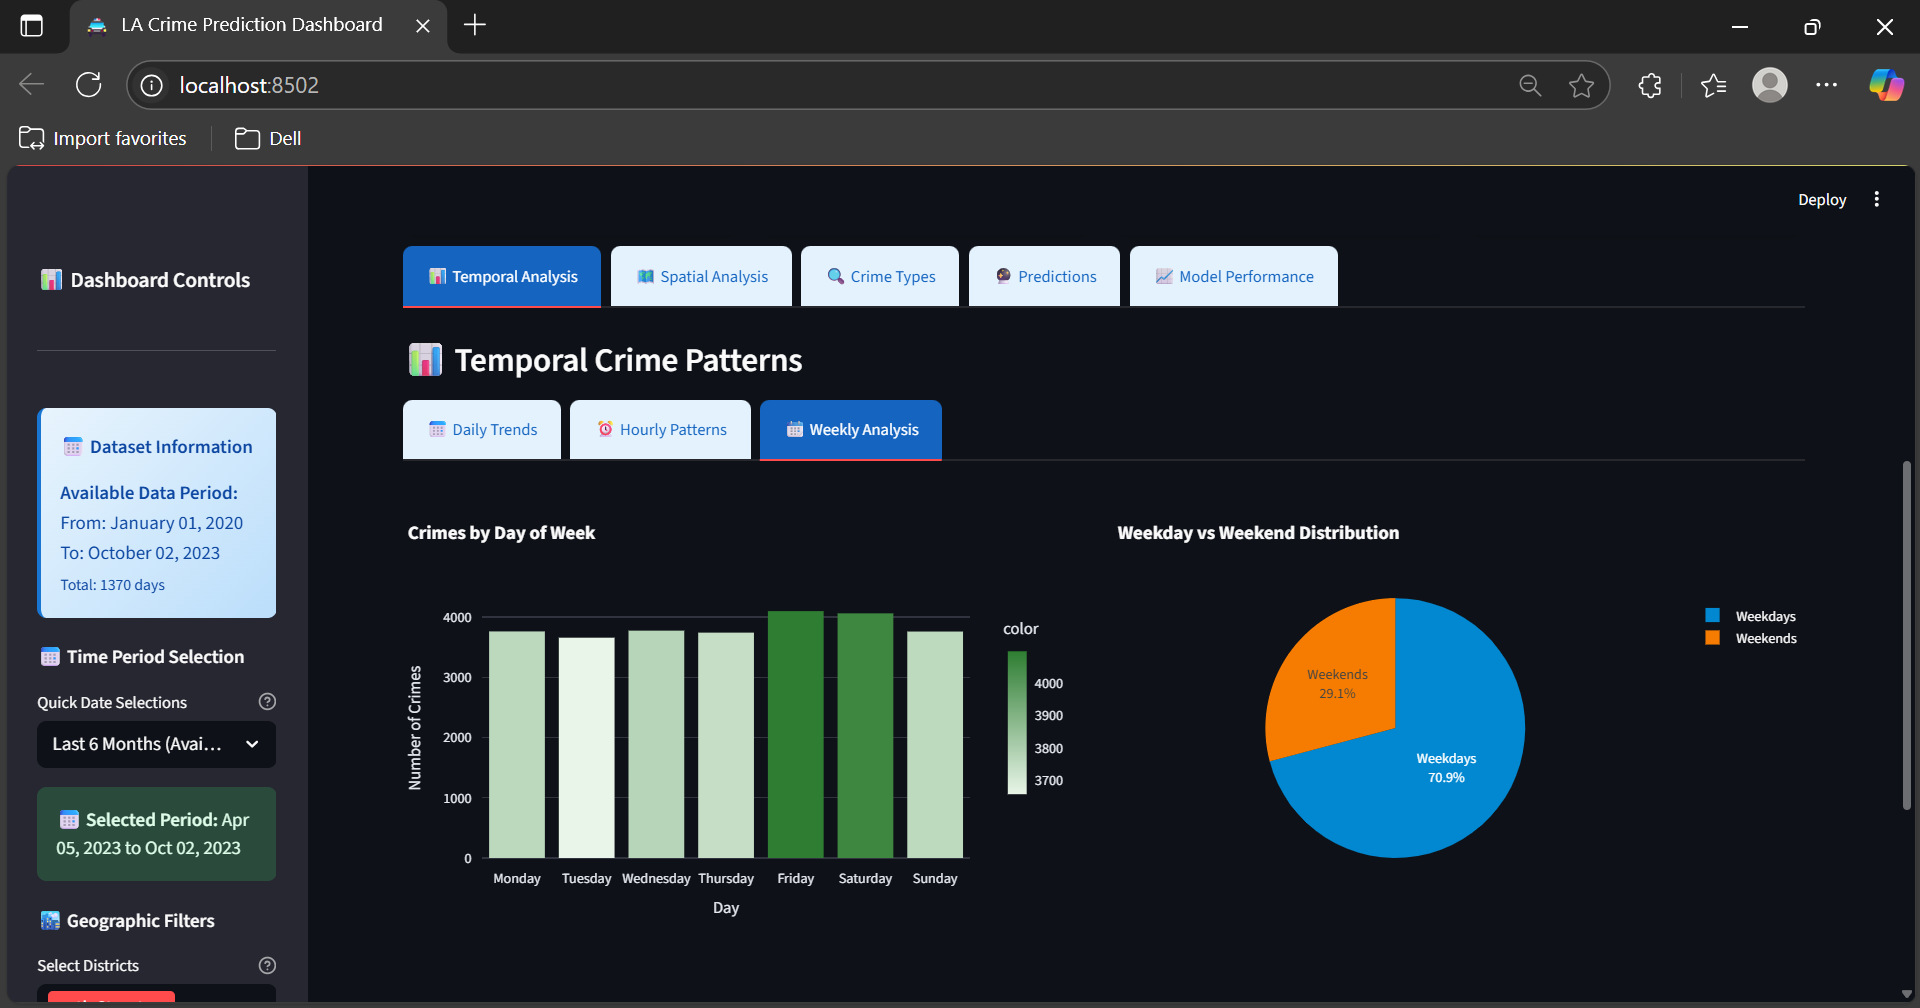 LA Crime Prediction Dashboard
localhost:8502
Import favorites
Dell
Deploy
Dashboard Controls
Dataset Information
Available Data Period:
From: January 01, 2020
To: October 02, 2023
Total: 1370 days
Time Period Selection
Quick Date Selections
Last 6 Months (Avai...
Selected Period: Apr
05, 2023 to Oct 02, 2023
Geographic Filters
Select Districts
Temporal Analysis
Spatial Analysis
Crime Types
Predictions
Model Performance
Temporal Crime Patterns
Daily Trends
Hourly Patterns
Weekly Analysis
Crimes by Day of Week
Number of Crimes
4000
3000
2000
1000
0
Monday
Tuesday
Wednesday
Thursday
Friday
Saturday
Sunday
Day
color
4000
3900
3800
3700
Weekday vs Weekend Distribution
Weekends
29.1%
Weekdays
70.9%
Weekdays
Weekends